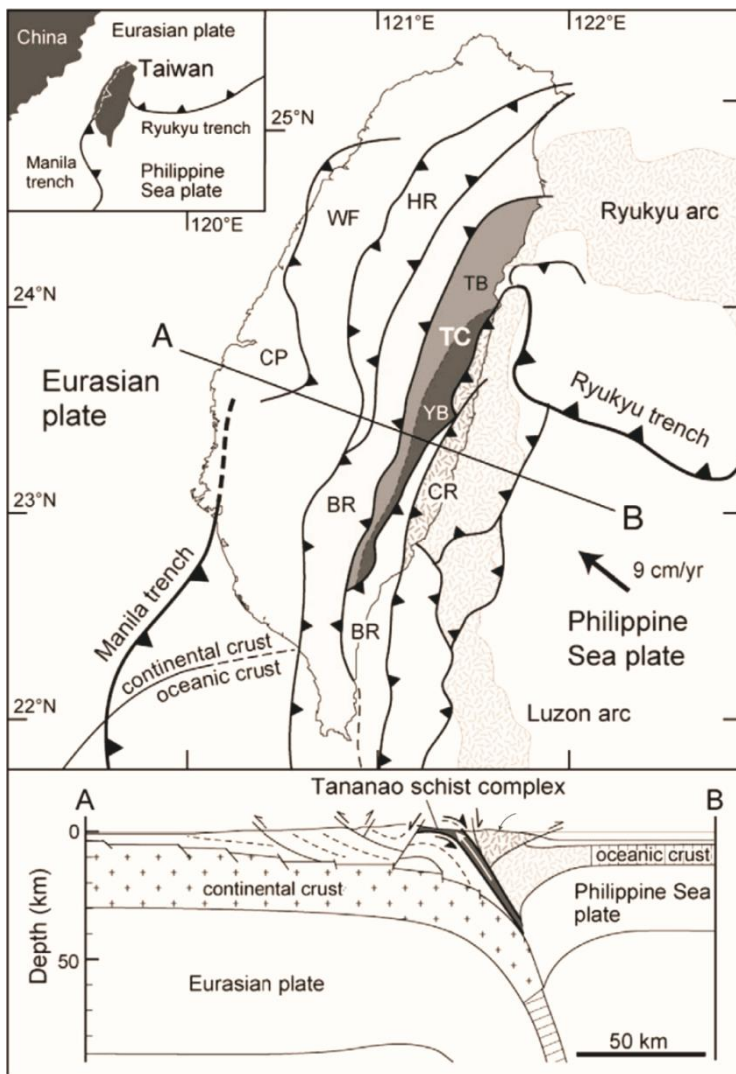 China
Eurasian plate
Taiwan
Ryukyu trench
Manila
trench
Philippine
Sea plate
121°E
122°E
25°N
120°E
24°N
23°N
22°N
WF
HR
Ryukyu arc
TB
TC
A
CP
Eurasian
plate
YB
Ryukyu trench
BR
CR
B
9 cm/yr
Manila trench
continental crust
oceanic crust
BR
Philippine
Sea plate
Luzon arc
A
Tananao schist complex
B
0
50
Depth (km)
continental crust
oceanic crust
Philippine Sea
plate
Eurasian plate
50 km